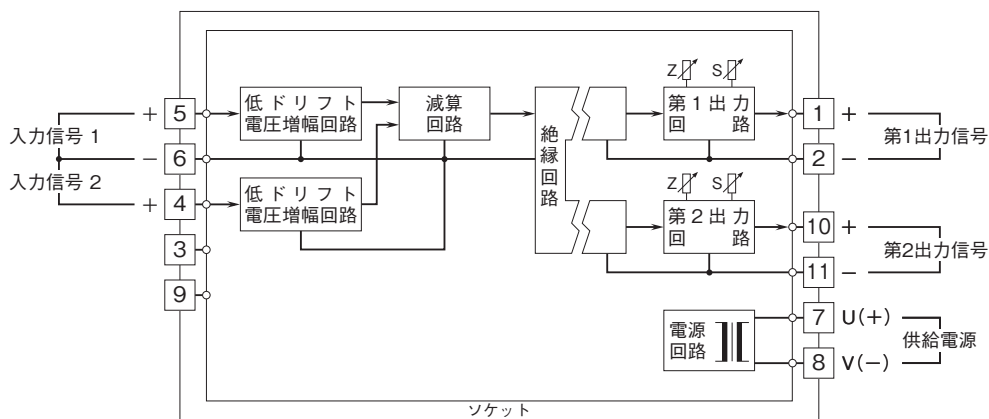 入力信号 1
入力信号 2
+ 5
− 6
+ 4
3
9
低ドリフト
電圧増幅回路
低ドリフト
電圧増幅回路
減算
回路
絶縁回路
Z S
第1出力
回路
Z S
第2出力
回路
電源
回路
1 +
2 −
第1出力信号
10 +
11 −
第2出力信号
7 U(+)
8 V(−)
供給電源
ソケット